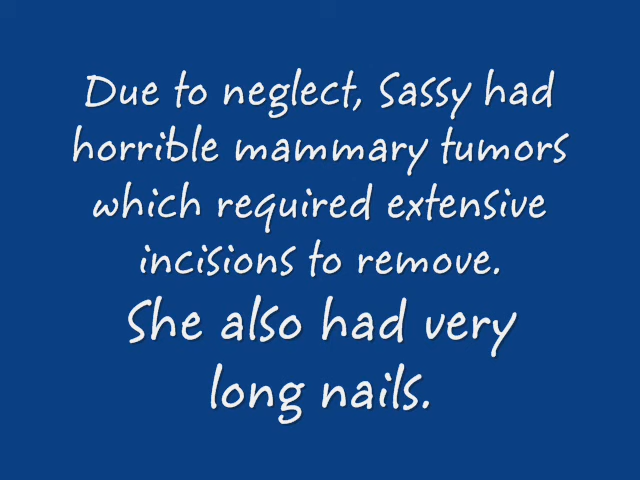 Due to neglect, Sassy had
horrible mammary tumors
which required extensive
incisions to remove.
She also had very
long nails.